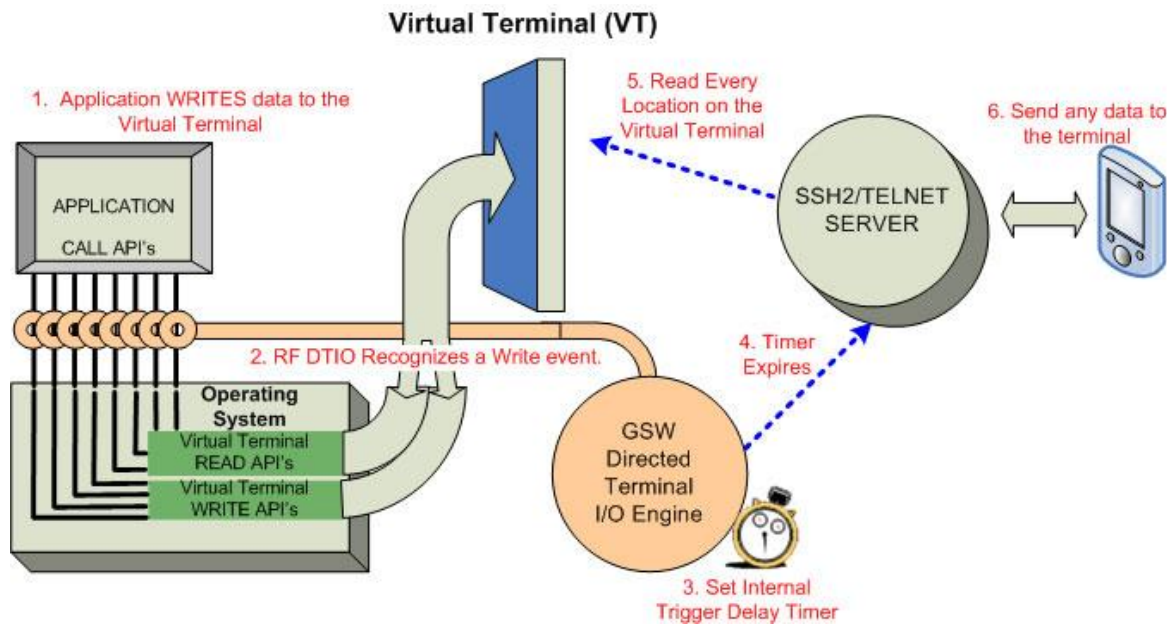 Virtual Terminal (VT)
1. Application WRITES data to the
Virtual Terminal
5. Read Every
Location on the
Virtual Terminal
6. Send any data to
the terminal
APPLICATION
CALL API's
SSH2/TELNET
SERVER
2. RF DTIO Recognizes a Write event.
4. Timer
Expires
Operating
System
Virtual Terminal
READ API's
Virtual Terminal
WRITE API's
GSW
Directed
Terminal
I/O Engine
3. Set Internal
Trigger Delay Timer